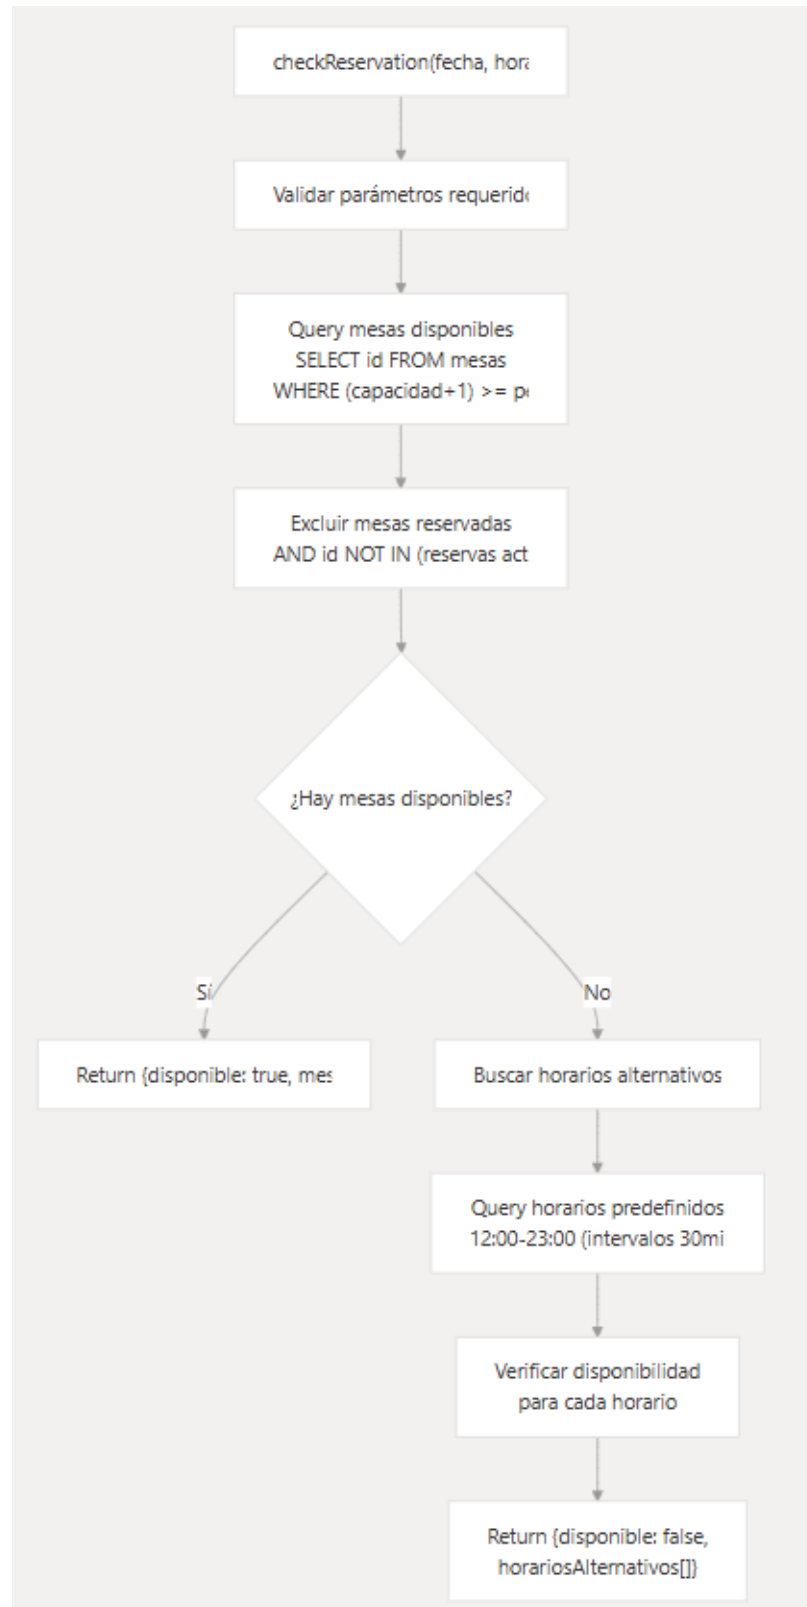 checkReservation(fecha, hora
Validar parámetros requerido
Query mesas disponibles
SELECT id FROM mesas
WHERE (capacidad+1) >= pe
Excluir mesas reservadas
AND id NOT IN (reservas act
¿Hay mesas disponibles?
Sí
No
Return {disponible: true, mes
Buscar horarios alternativos
Query horarios predefinidos
12:00-23:00 (intervalos 30mi
Verificar disponibilidad
para cada horario
Return {disponible: false,
horariosAlternativos[]}